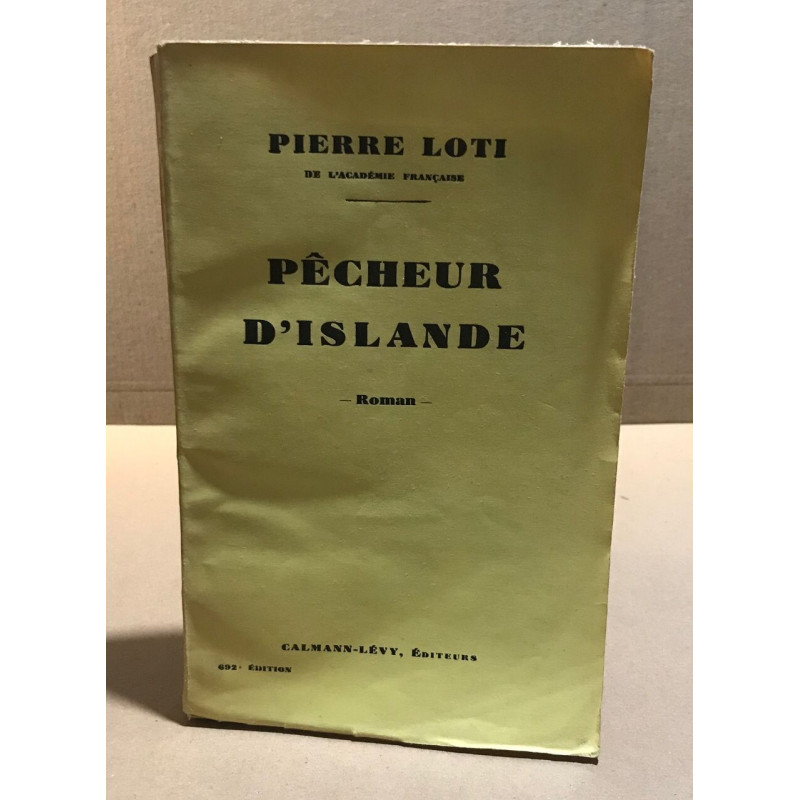 PIERRE LOTI
DE L'ACADÉMIE FRANÇAISE
PÊCHEUR
D'ISLANDE
– Roman –
CALMANN-LÉVY, ÉDITEURS
692e ÉDITION